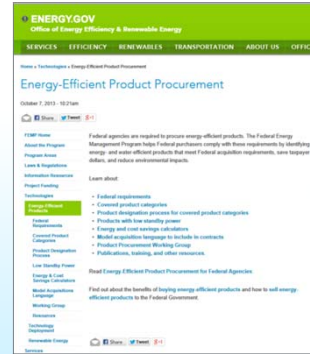 ENERGY.GOV
Office of Energy Efficiency & Renewable Energy
SERVICES EFFICIENCY RENEWABLES TRANSPORTATION ABOUT US OFFIC
Home » Technologies » Energy-Efficient Product Procurement
Energy-Efficient Product Procurement
October 7, 2013 - 10:21am
Share Tweet +1
FEMP Home
About the Program
Program Areas
Laws & Regulations
Information Resources
Project Funding
Technologies
Energy-Efficient
Products
Federal
Requirements
Covered Product
Categories
Product Designation
Process
Low Standby Power
Energy & Cost
Savings Calculators
Model Acquisitions
Language
Working Group
Resources
Technology
Deployment
Renewable Energy
Services
Federal agencies are required to procure energy-efficient products. The Federal Energy
Management Program helps Federal purchasers comply with these requirements by identifying
energy- and water-efficient products that meet Federal acquisition requirements, save taxpayer
dollars, and reduce environmental impacts.
Learn about:
• Federal requirements
• Covered product categories
• Product designation process for covered product categories
• Products with low standby power
• Energy and cost savings calculators
• Model acquisition language to include in contracts
• Product Procurement Working Group
• Publications, training, and other resources.
Read Energy-Efficient Product Procurement for Federal Agencies.
Find out about the benefits of buying energy-efficient products and how to sell energy-
efficient products to the Federal Government.
Share Tweet +1